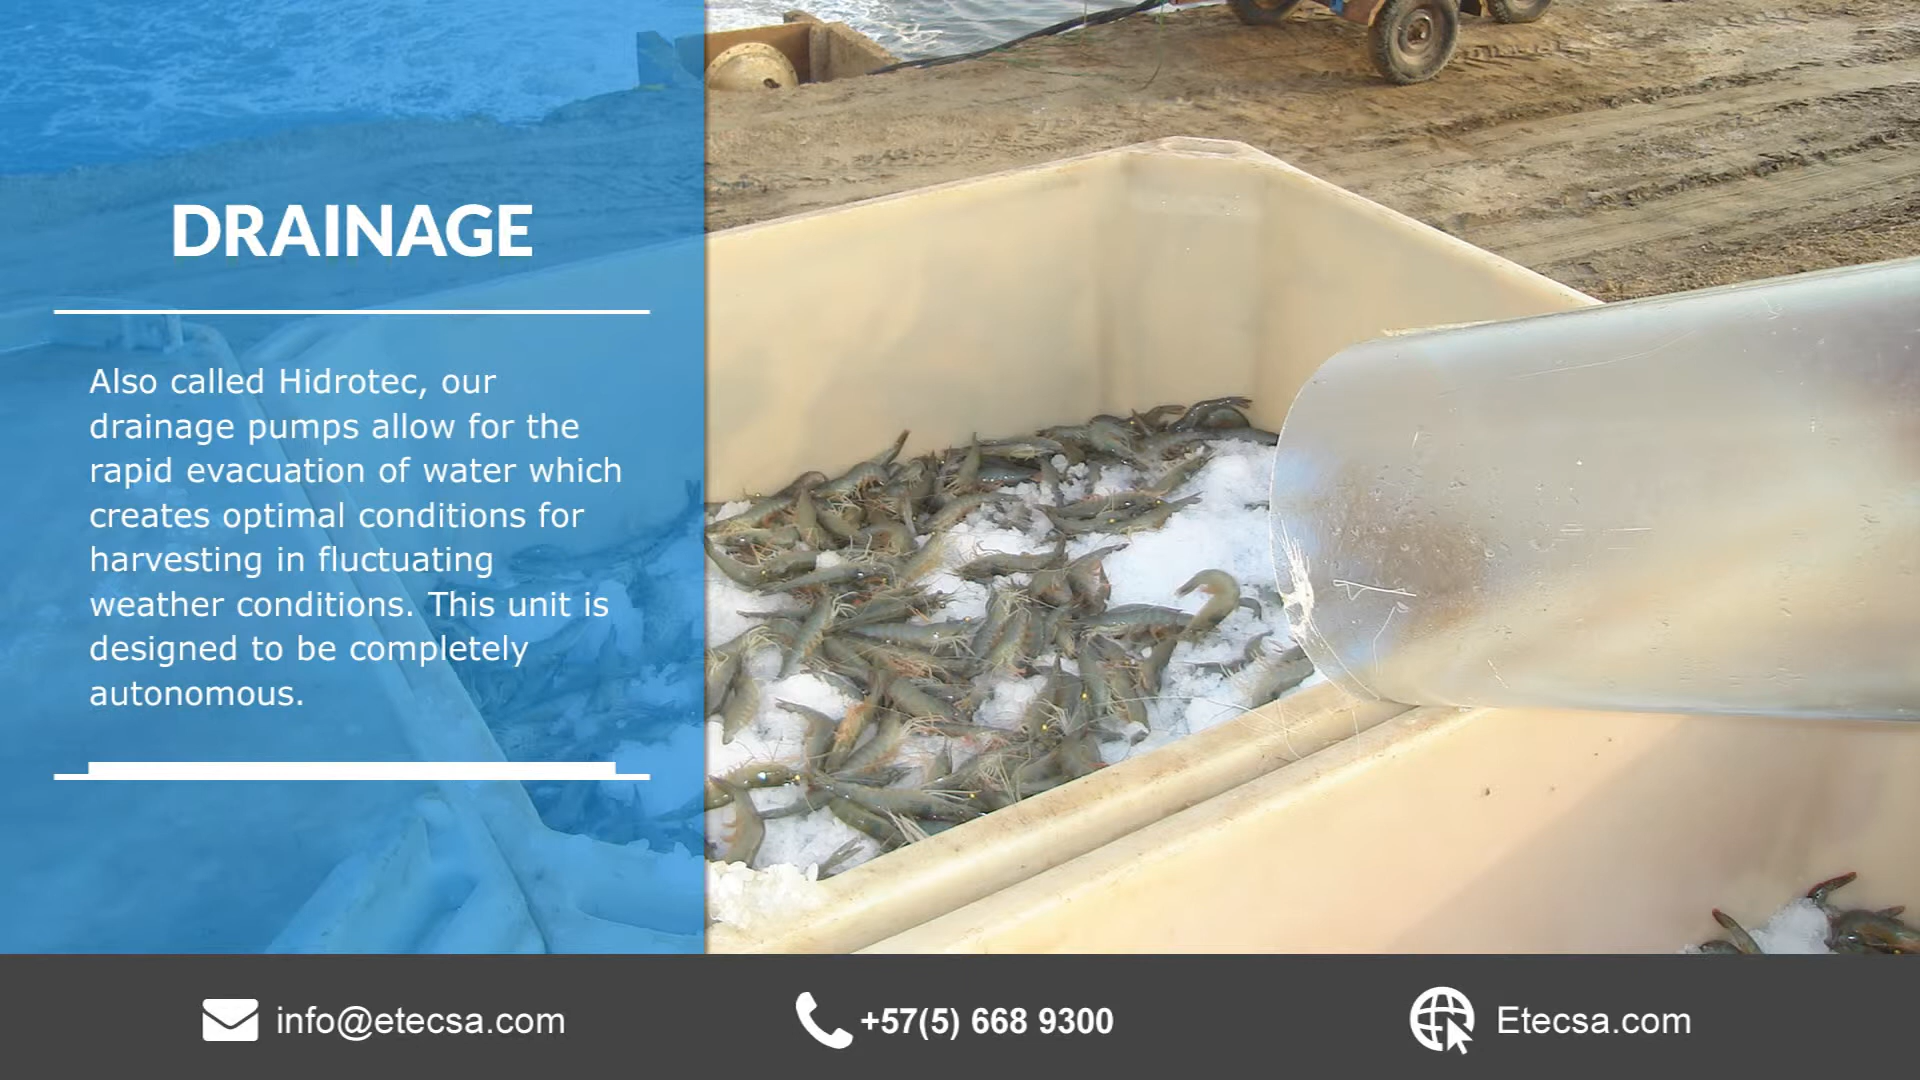 DRAINAGE
Also called Hidrotec, our
drainage pumps allow for the
rapid evacuation of water which
creates optimal conditions for
harvesting in fluctuating
weather conditions. This unit is
designed to be completely
autonomous.
info@etecsa.com
+57(5) 668 9300
Etecsa.com